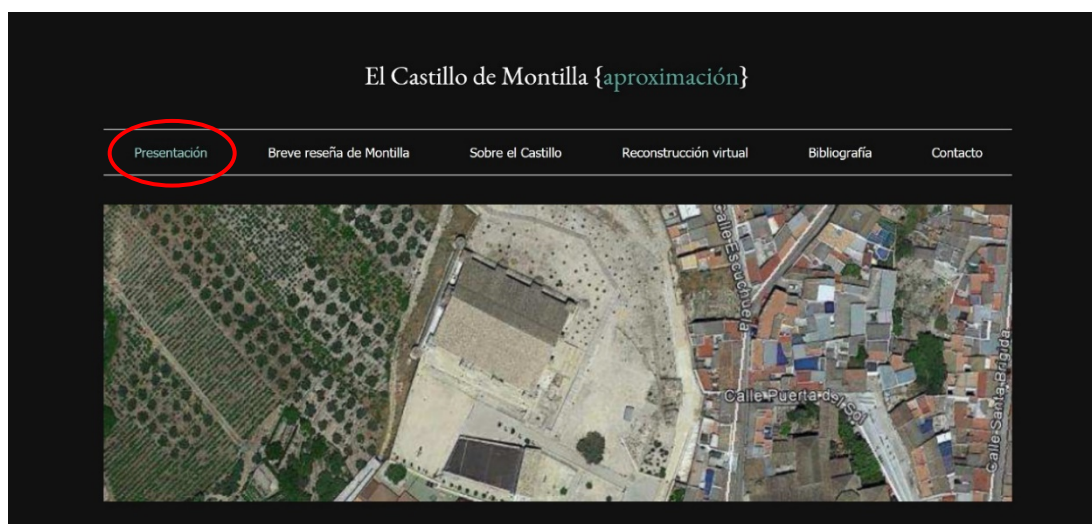 El Castillo de Montilla {aproximación}
Presentación Breve reseña de Montilla Sobre el Castillo Reconstrucción virtual Bibliografía Contacto
Calle Escuchuela
Calle Puerta del Sol
Calle Santa Brígida